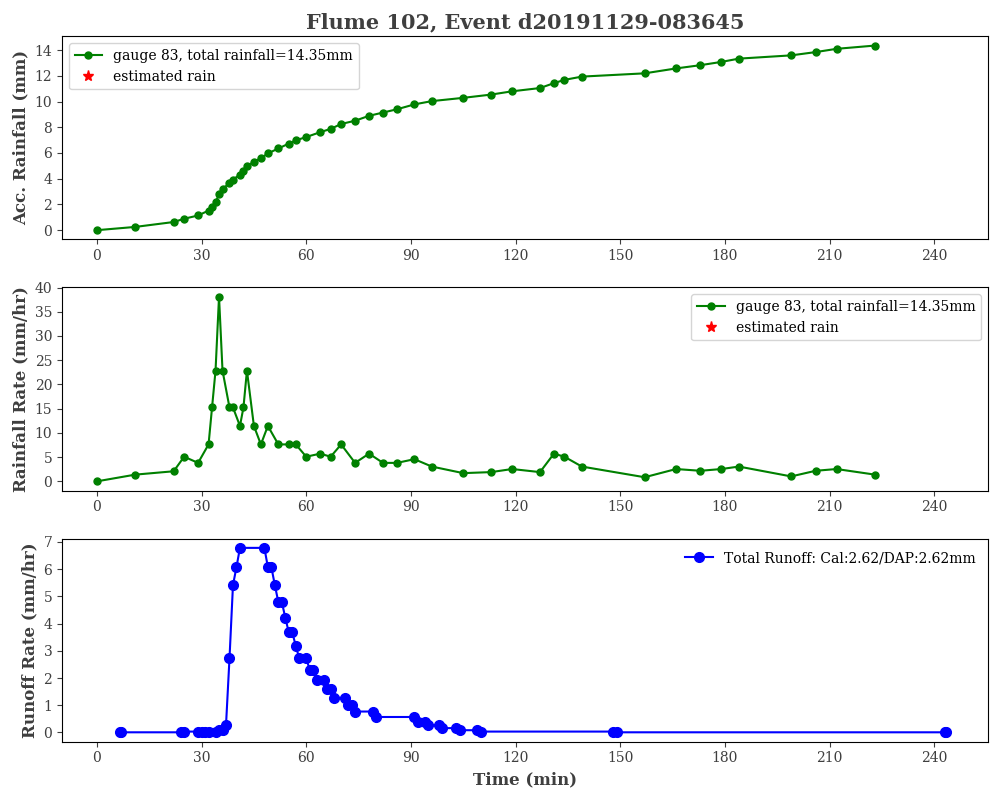 Flume 102, Event d20191129-083645
Acc. Rainfall (mm)
14
12
10
8
6
4
2
0
gauge 83, total rainfall=14.35mm
estimated rain
0 30 60 90 120 150 180 210 240
Rainfall Rate (mm/hr)
40
35
30
25
20
15
10
5
0
gauge 83, total rainfall=14.35mm
estimated rain
0 30 60 90 120 150 180 210 240
Runoff Rate (mm/hr)
7
6
5
4
3
2
1
0
Total Runoff: Cal:2.62/DAP:2.62mm
0 30 60 90 120 150 180 210 240
Time (min)